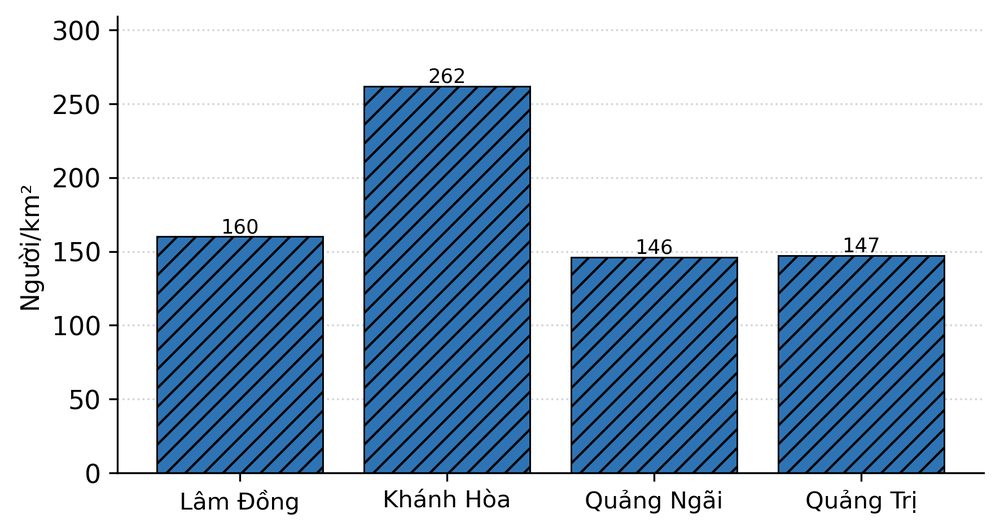 Người/km²
300
250
200
150
100
50
0
160
262
146
147
Lâm Đồng
Khánh Hòa
Quảng Ngãi
Quảng Trị